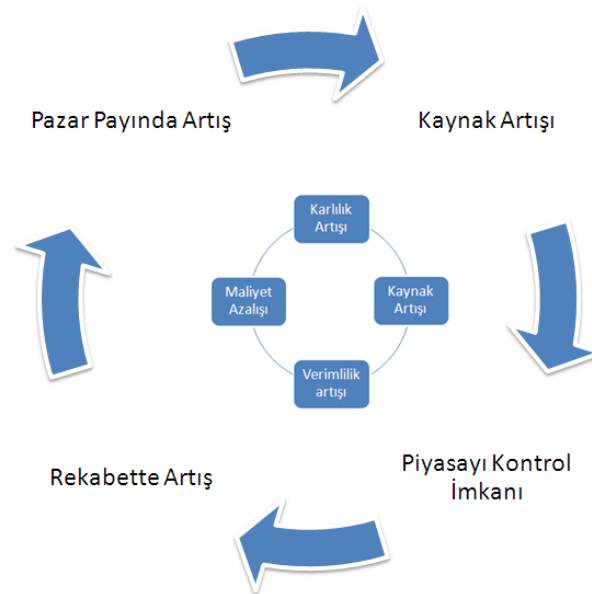 Pazar Payında Artış
Kaynak Artışı
Karlılık
Artışı
Maliyet
Azalışı
Kaynak
Artışı
Verimlilik
artışı
Rekabette Artış
Piyasayı Kontrol
İmkanı